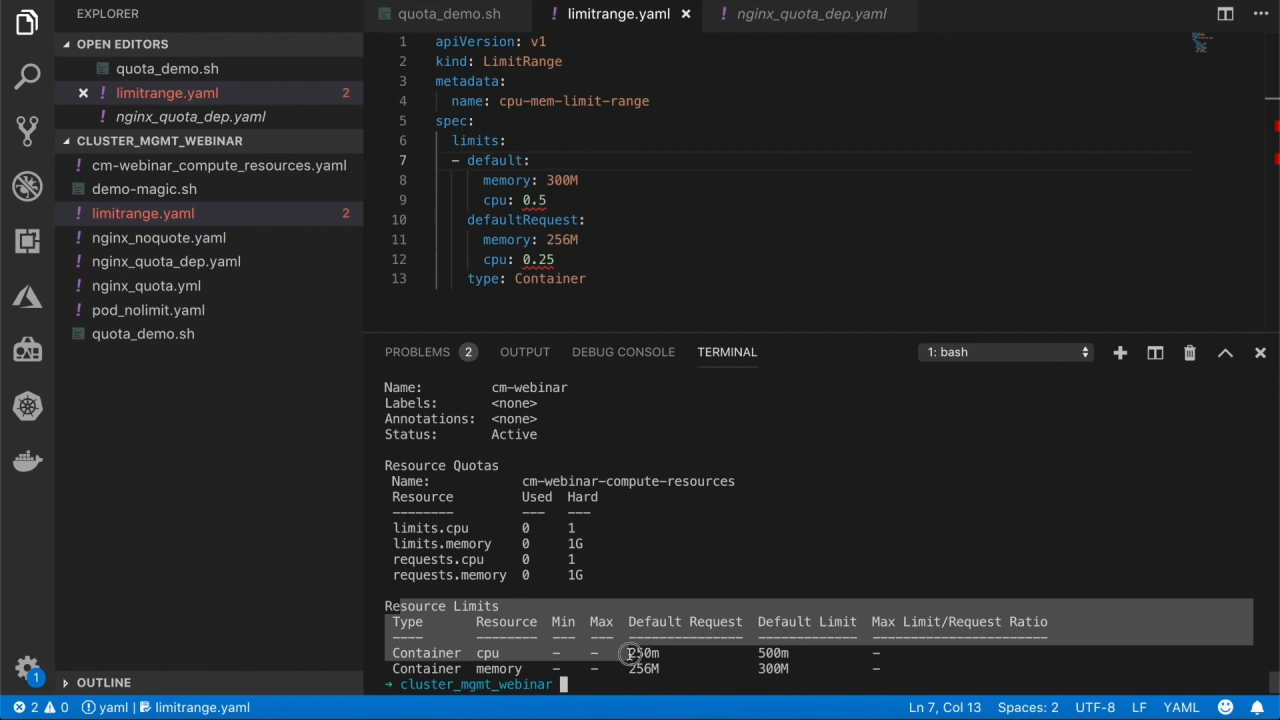 EXPLORER
OPEN EDITORS
quota_demo.sh
limitrange.yaml 2
nginx_quota_dep.yaml
CLUSTER_MGMT_WEBINAR
cm-webinar_compute_resources.yaml
demo-magic.sh
limitrange.yaml 2
nginx_noquote.yaml
nginx_quota_dep.yaml
nginx_quota.yml
pod_nolimit.yaml
quota_demo.sh
OUTLINE
1
quota_demo.sh limitrange.yaml nginx_quota_dep.yaml
1 apiVersion: v1
2 kind: LimitRange
3 metadata:
4 name: cpu-mem-limit-range
5 spec:
6 limits:
7 - default:
8 memory: 300M
9 cpu: 0.5
10 defaultRequest:
11 memory: 256M
12 cpu: 0.25
13 type: Container
PROBLEMS 2 OUTPUT DEBUG CONSOLE TERMINAL 1: bash
Name: cm-webinar
Labels: <none>
Annotations: <none>
Status: Active
Resource Quotas
Name: cm-webinar-compute-resources
Resource Used Hard
-------- --- ---
limits.cpu 0 1
limits.memory 0 1G
requests.cpu 0 1
requests.memory 0 1G
Resource Limits
Type Resource Min Max Default Request Default Limit Max Limit/Request Ratio
---- -------- --- --- --------------- ------------- -----------------------
Container cpu - - 250m 500m -
Container memory - - 256M 300M -
→ cluster_mgmt_webinar
2 0 yaml | limitrange.yaml Ln 7, Col 13 Spaces: 2 UTF-8 LF YAML